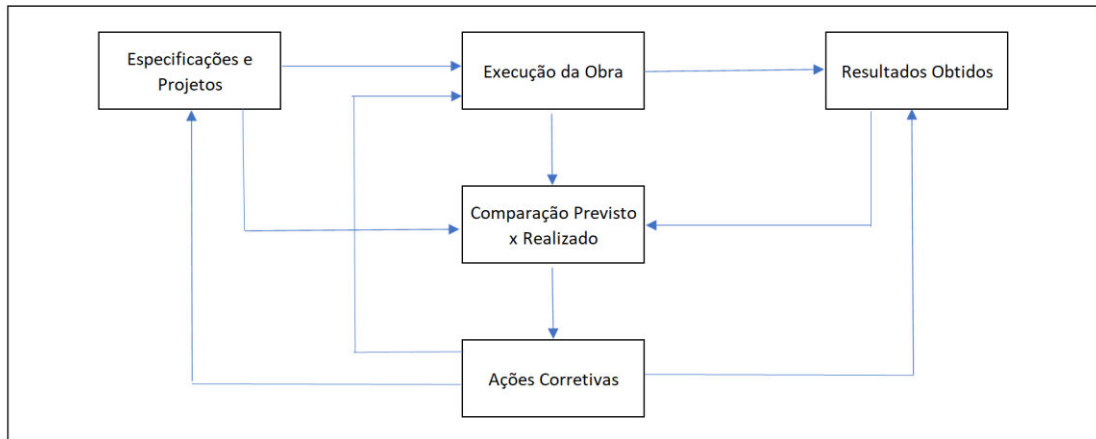 Especificações e
Projetos
Execução da Obra
Resultados Obtidos
Comparação Previsto
x Realizado
Ações Corretivas